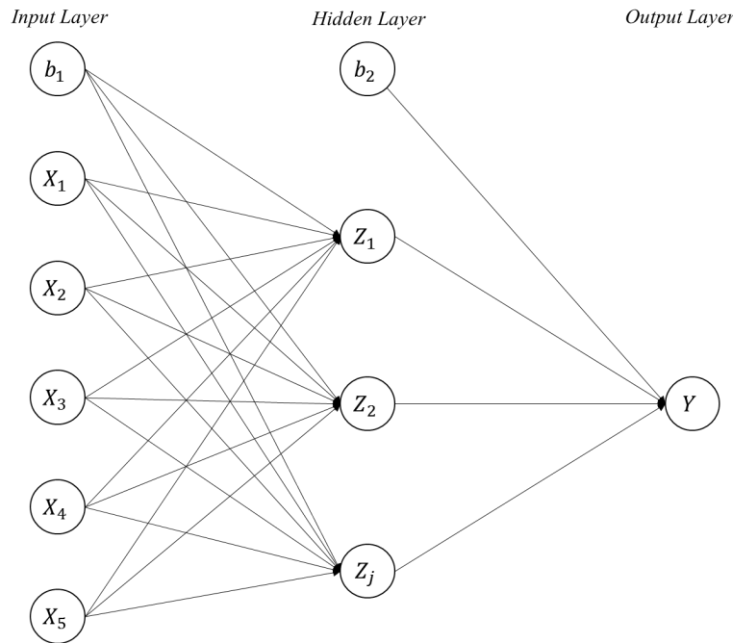 Input Layer
Hidden Layer
Output Layer
b₁
b₂
X₁
Z₁
X₂
X₃
Z₂
Y
X₄
Zⱼ
X₅